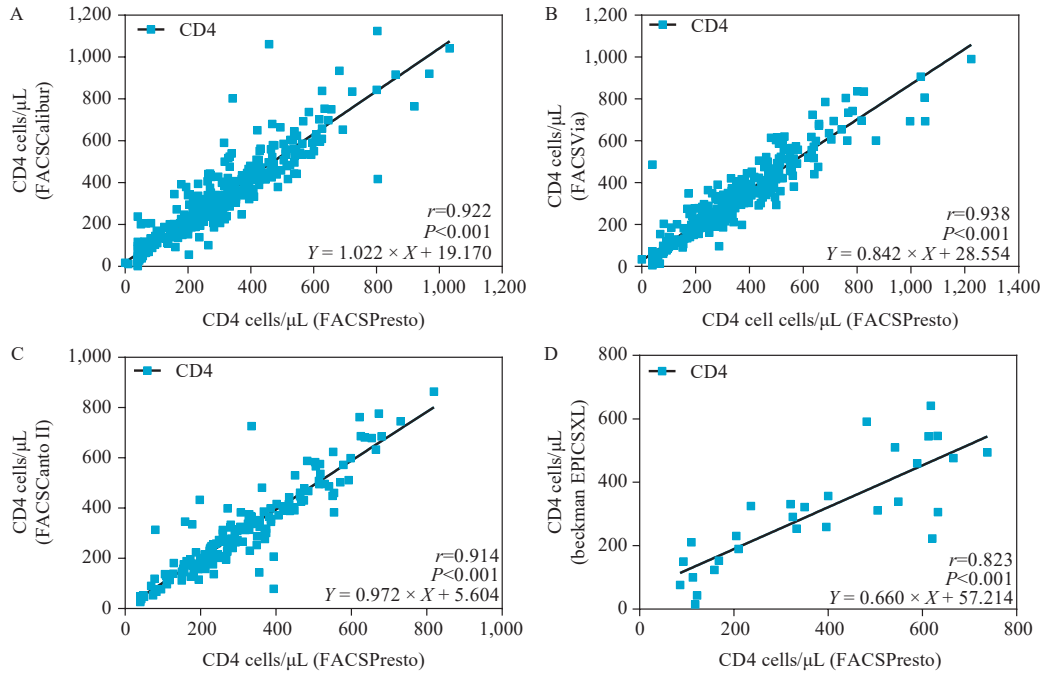 A
1,200
1,000
800
600
400
200
0
CD4 cells/μL
(FACSCalibur)
CD4
r=0.922
P<0.001
Y = 1.022 × X + 19.170
0 200 400 600 800 1,000 1,200
CD4 cells/μL (FACSPresto)
B
1,200
1,000
800
600
400
200
0
CD4 cells/μL
(FACSVia)
CD4
r=0.938
P<0.001
Y = 0.842 × X + 28.554
0 200 400 600 800 1,000 1,200 1,400
CD4 cell cells/μL (FACSPresto)
C
1,000
800
600
400
200
0
CD4 cells/μL
(FACSCanto II)
CD4
r=0.914
P<0.001
Y = 0.972 × X + 5.604
0 200 400 600 800 1,000
CD4 cells/μL (FACSPresto)
D
800
600
400
200
0
CD4 cells/μL
(beckman EPICSXL)
CD4
r=0.823
P<0.001
Y = 0.660 × X + 57.214
0 200 400 600 800
CD4 cells/μL (FACSPresto)